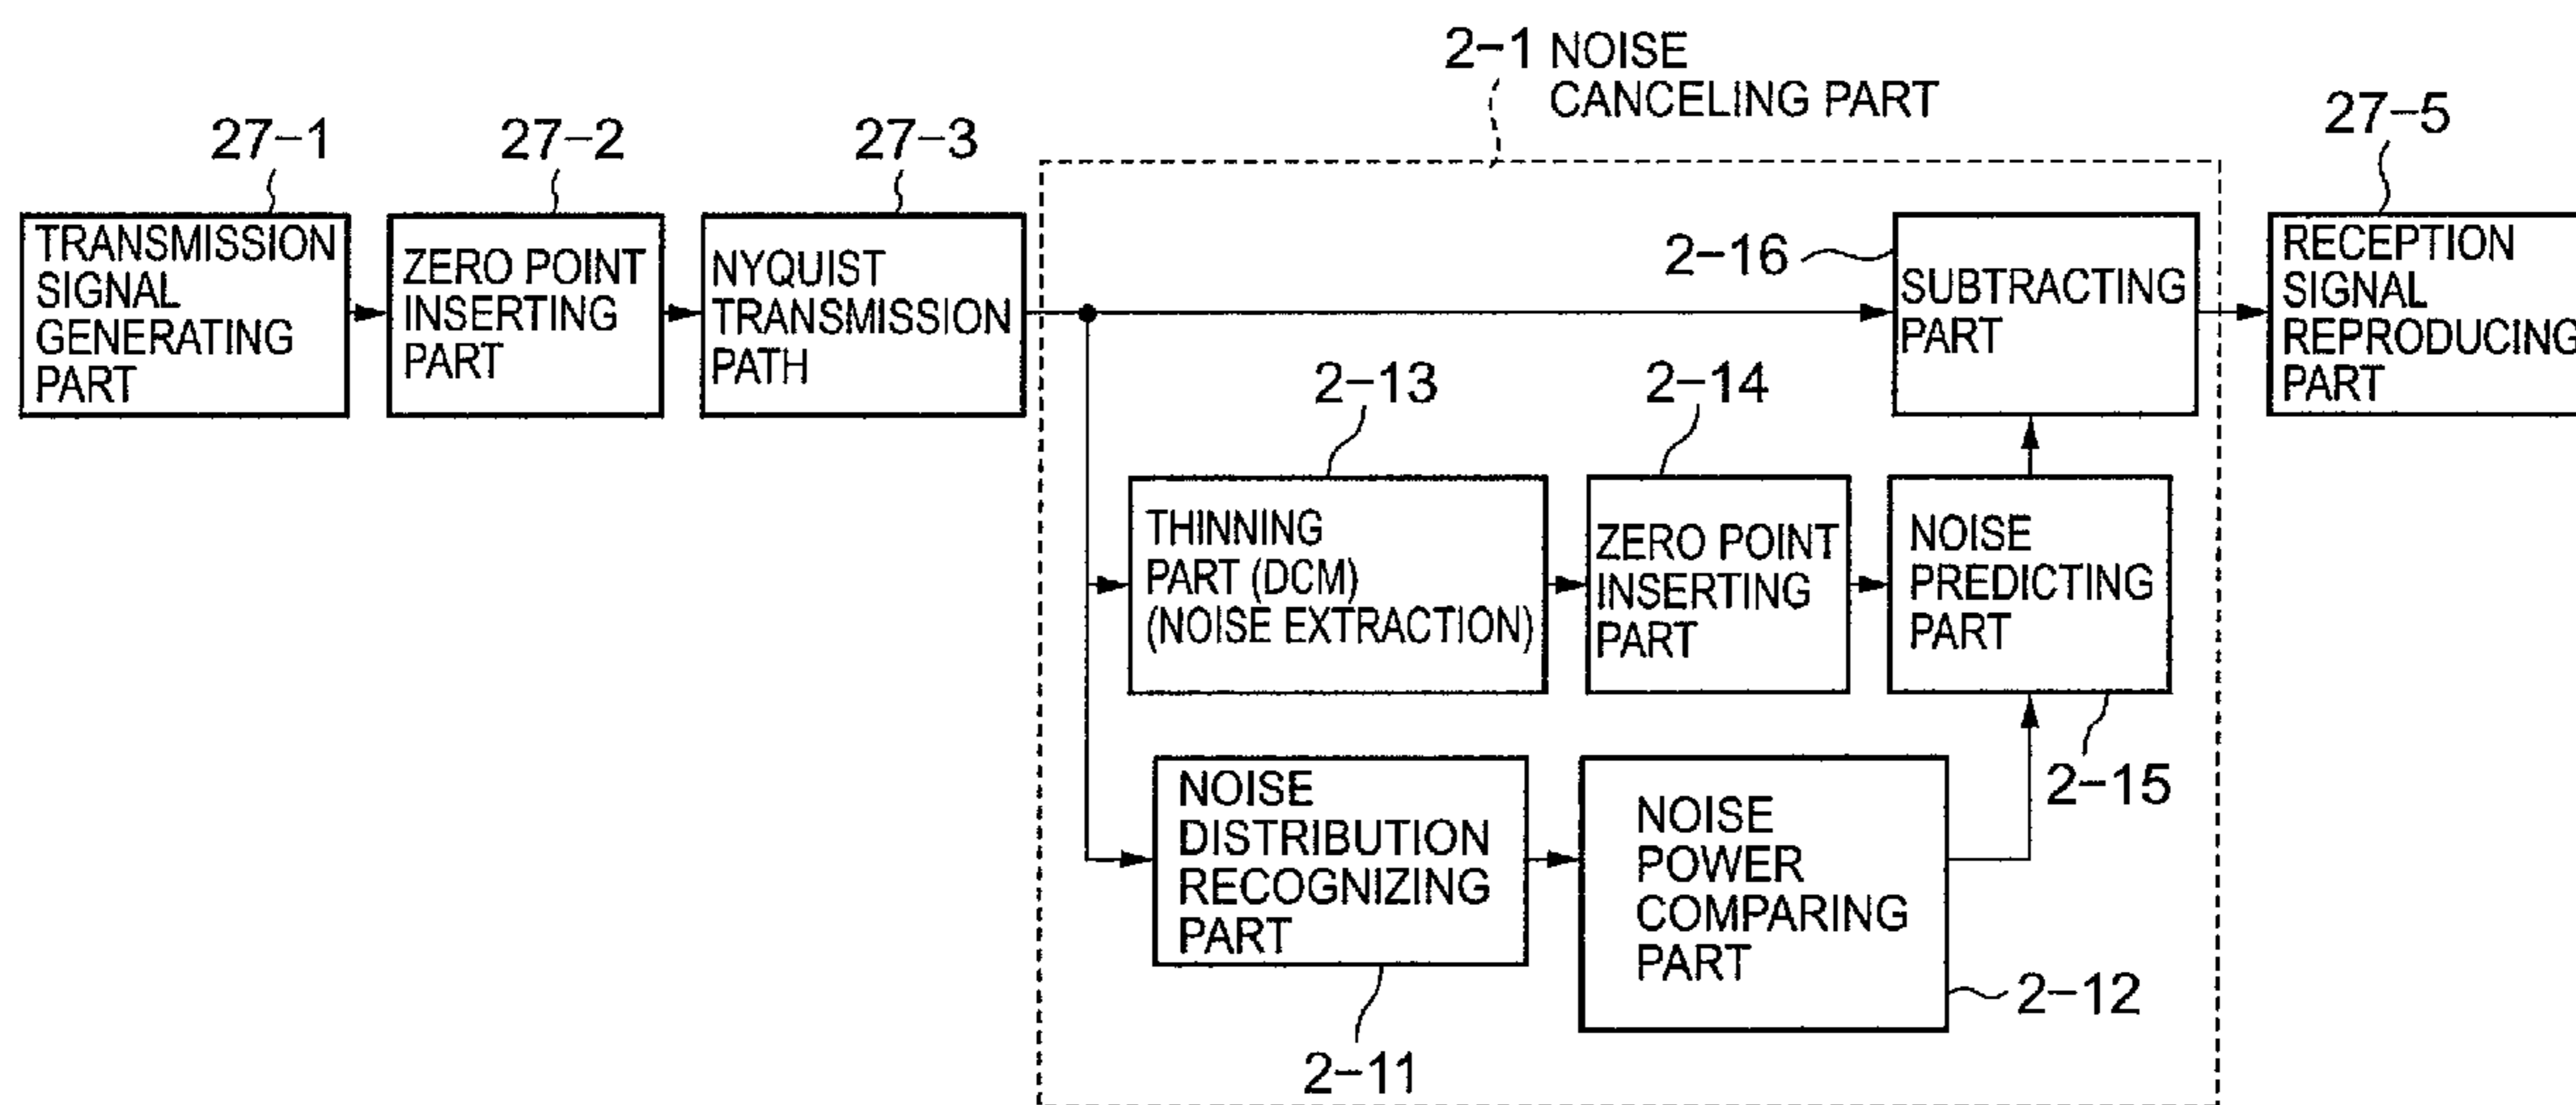 2-1 NOISE
CANCELING PART
27-1
27-2
27-3
27-5
TRANSMISSION
SIGNAL
GENERATING
PART
ZERO POINT
INSERTING
PART
NYQUIST
TRANSMISSION
PATH
2-16
SUBTRACTING
PART
RECEPTION
SIGNAL
REPRODUCING
PART
2-13
2-14
THINNING
PART (DCM)
(NOISE EXTRACTION)
ZERO POINT
INSERTING
PART
NOISE
PREDICTING
PART
2-15
NOISE
DISTRIBUTION
RECOGNIZING
PART
NOISE
POWER
COMPARING
PART
2-12
2-11